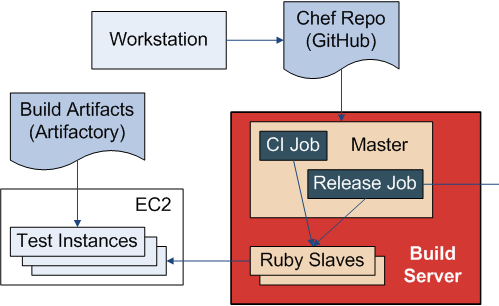 Workstation
Chef Repo
(GitHub)
Build Artifacts
(Artifactory)
CI Job
Master
Release Job
EC2
Test Instances
Ruby Slaves
Build
Server